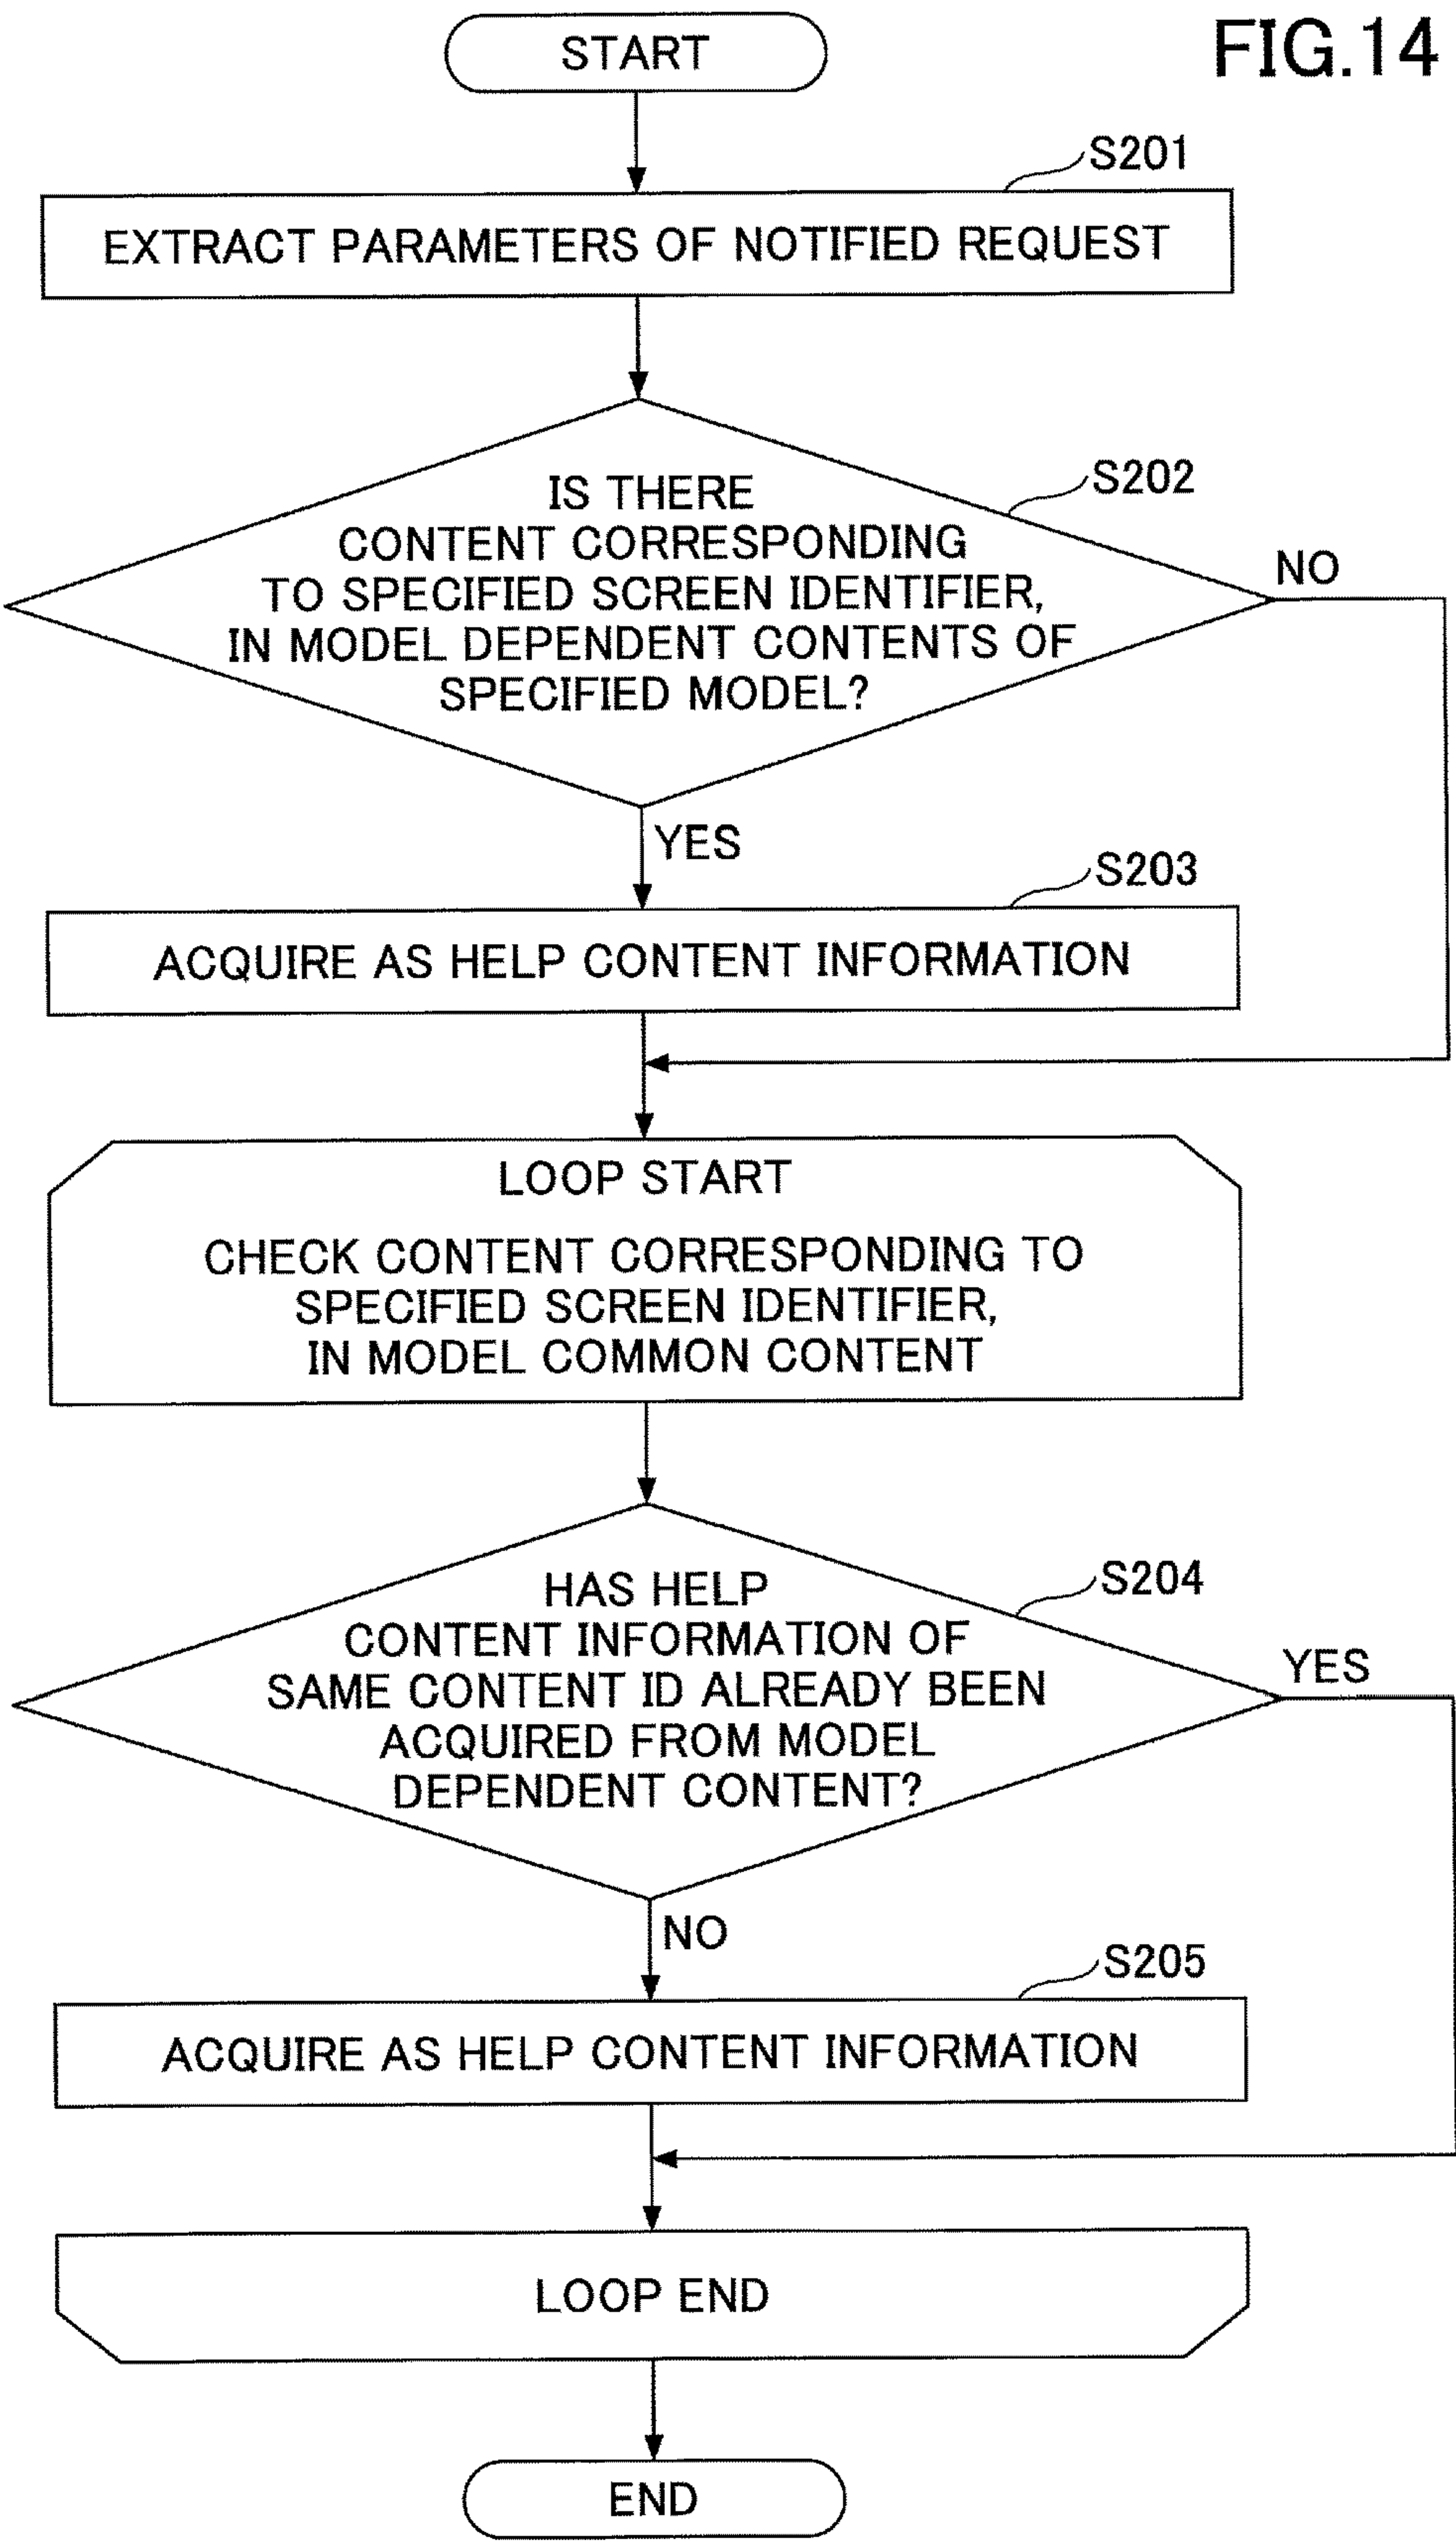 START
FIG.14
S201
EXTRACT PARAMETERS OF NOTIFIED REQUEST
S202
IS THERE
CONTENT CORRESPONDING
TO SPECIFIED SCREEN IDENTIFIER,
IN MODEL DEPENDENT CONTENTS OF
SPECIFIED MODEL?
NO
YES
S203
ACQUIRE AS HELP CONTENT INFORMATION
LOOP START
CHECK CONTENT CORRESPONDING TO
SPECIFIED SCREEN IDENTIFIER,
IN MODEL COMMON CONTENT
S204
HAS HELP
CONTENT INFORMATION OF
SAME CONTENT ID ALREADY BEEN
ACQUIRED FROM MODEL
DEPENDENT CONTENT?
YES
NO
S205
ACQUIRE AS HELP CONTENT INFORMATION
LOOP END
END